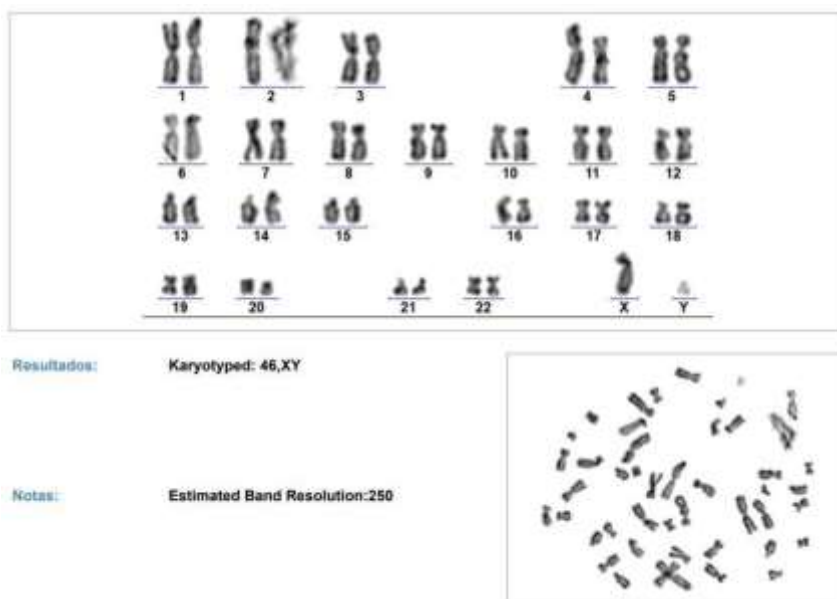 1 2 3 4 5
6 7 8 9 10 11 12
13 14 15 16 17 18
19 20 21 22 X Y
Resultados: Karyotyped: 46,XY
Notas: Estimated Band Resolution:250